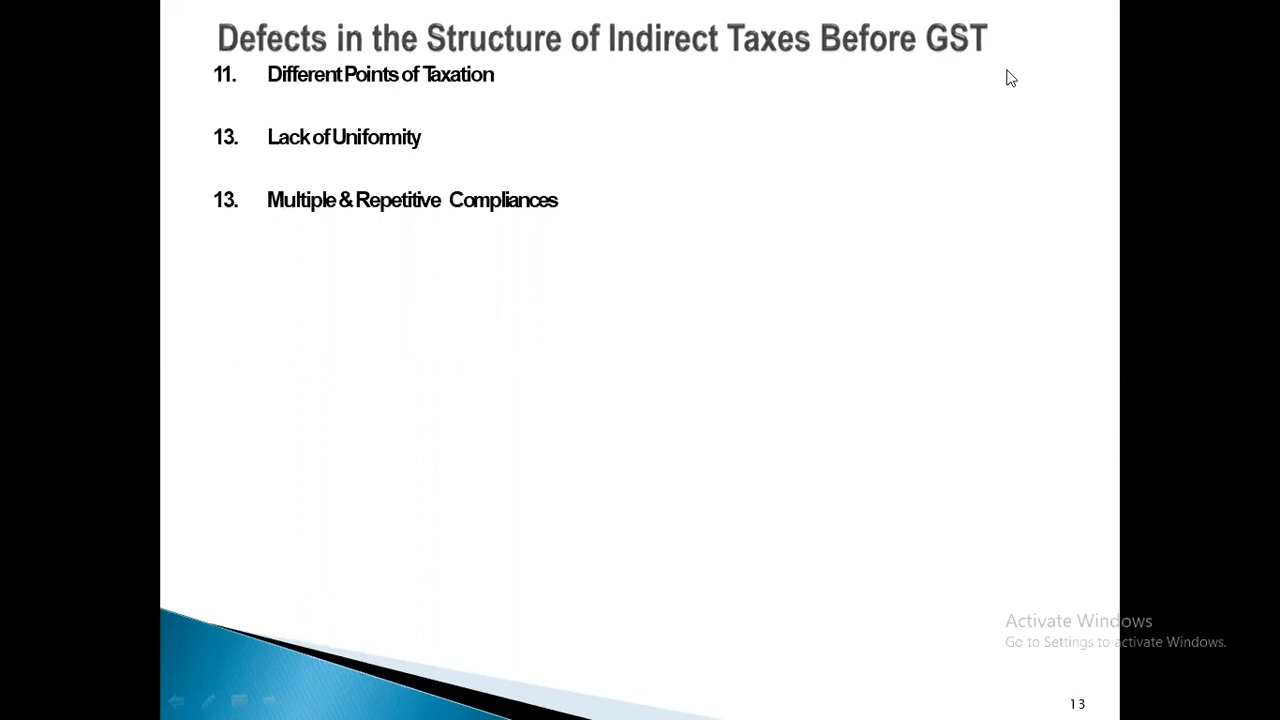 Defects in the Structure of Indirect Taxes Before GST
11. Different Points of Taxation
13. Lack of Uniformity
13. Multiple & Repetitive Compliances
Activate Windows
Go to Settings to activate Windows.
13